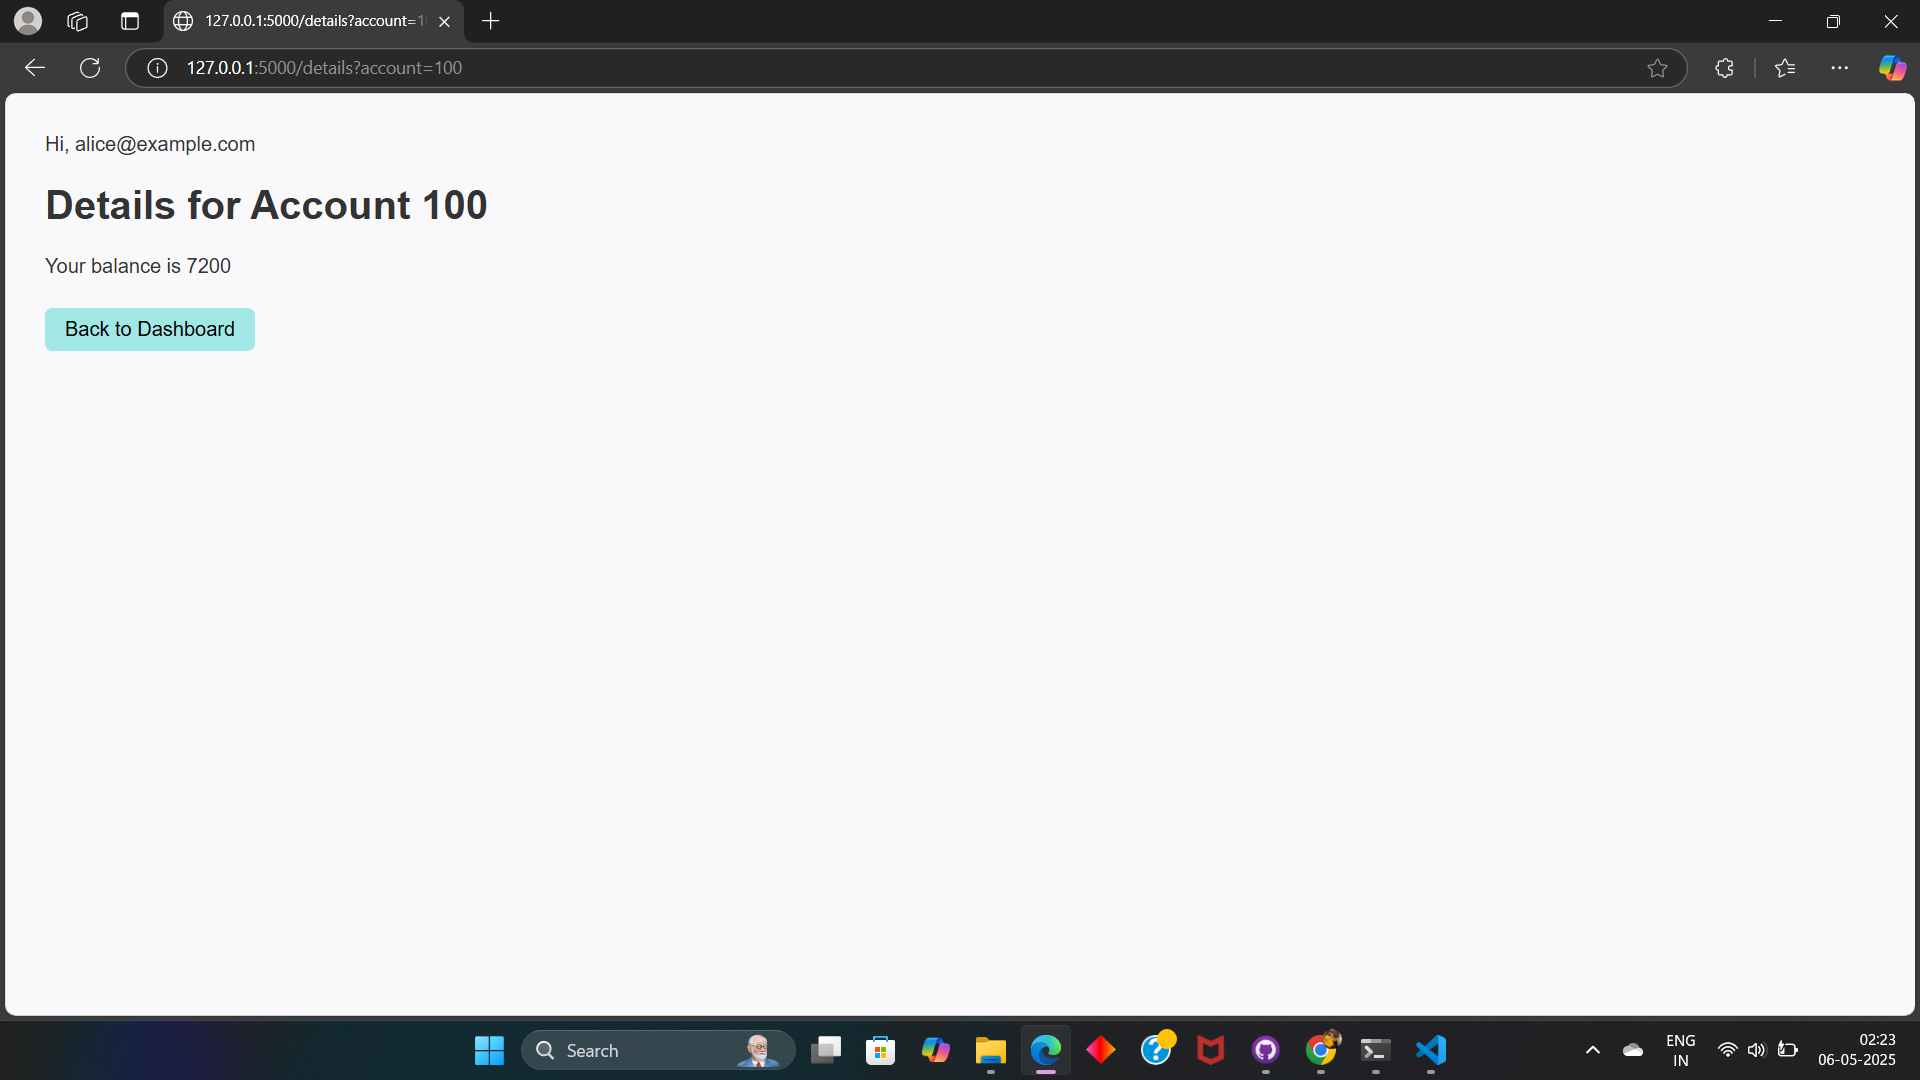 127.0.0.1:5000/details?account=1
127.0.0.1:5000/details?account=100
Hi, alice@example.com
Details for Account 100
Your balance is 7200
Back to Dashboard
Search
ENG
IN
02:23
06-05-2025